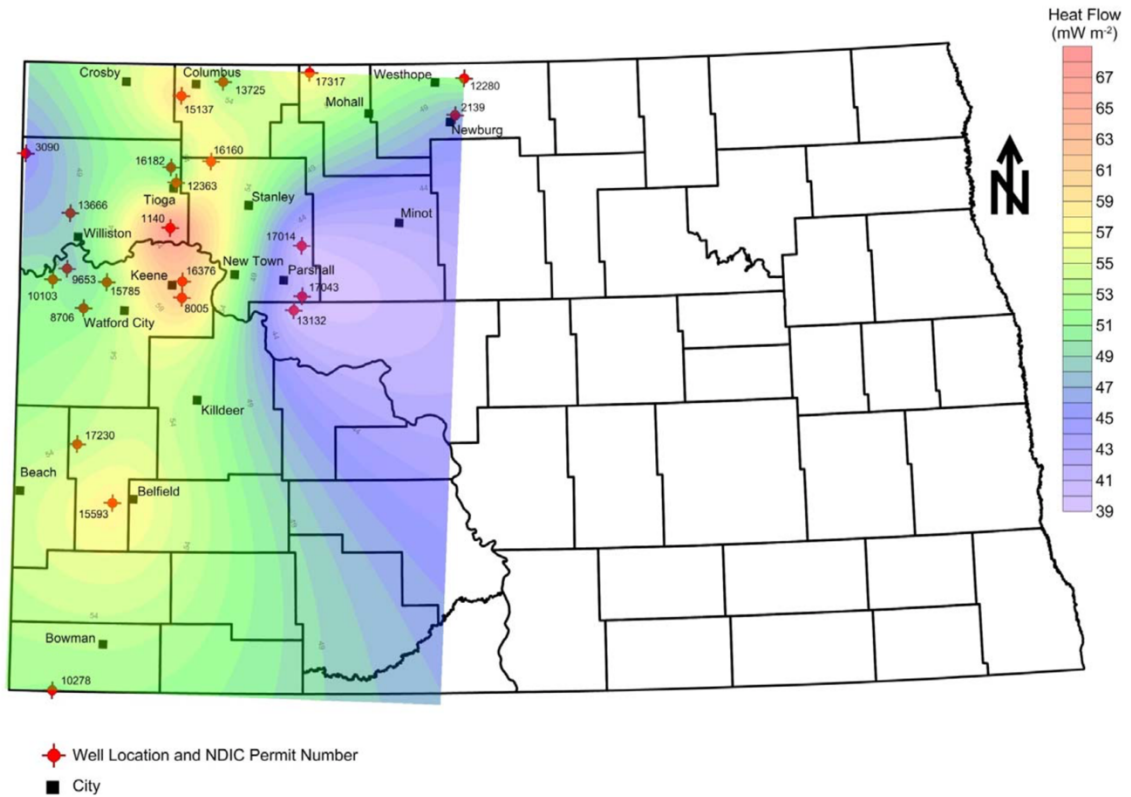 Heat Flow
(mW m⁻²)
67
65
63
61
59
57
55
53
51
49
47
45
43
41
39
Crosby
Columbus
13725
15137
17317
Westhope
12280
Mohall
2139
Newburg
3090
16182
16160
12363
Tioga
Stanley
13666
1140
Williston
Minot
17014
9653
10103
15785
Keene
16376
New Town
Parshall
17043
8005
8706
Watford City
13132
Killdeer
17230
Beach
Belfield
15593
Bowman
10278
N
Well Location and NDIC Permit Number
City